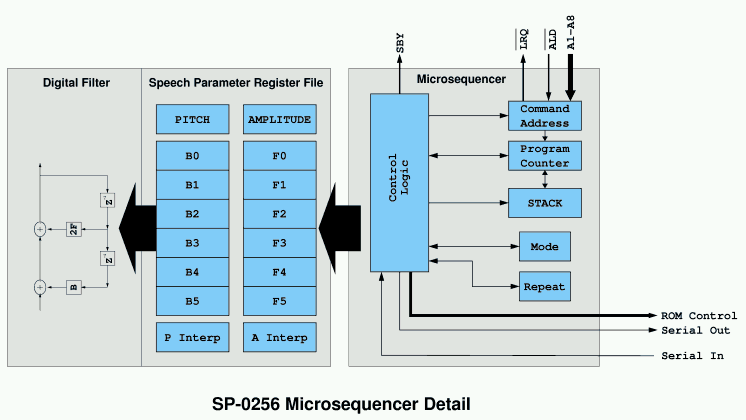 SBY
LRQ
ALD
A1-A8
Digital Filter
Speech Parameter Register File
Microsequencer
PITCH
AMPLITUDE
B0
F0
B1
F1
B2
F2
B3
F3
B4
F4
B5
F5
P Interp
A Interp
Z⁻¹
2F
Z⁻¹
B
Control
Logic
Command
Address
Program
Counter
STACK
Mode
Repeat
ROM Control
Serial Out
Serial In
SP-0256 Microsequencer Detail